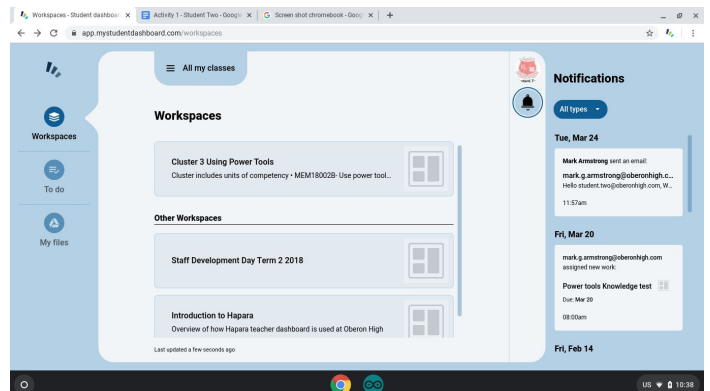 Workspaces - Student dashboar
Activity 1 - Student Two - Google
Screen shot chromebook - Goog
app.mystudentdashboard.com/workspaces
All my classes
Workspaces
To do
My files
Workspaces
Cluster 3 Using Power Tools
Cluster includes units of competency • MEM18002B- Use power tool...
Other Workspaces
Staff Development Day Term 2 2018
Introduction to Hapara
Overview of how Hapara teacher dashboard is used at Oberon High
Last updated a few seconds ago
Notifications
All types
Tue, Mar 24
Mark Armstrong sent an email:
mark.g.armstrong@oberonhigh.c...
Hello student.two@oberonhigh.com, W...
11:57am
Fri, Mar 20
mark.g.armstrong@oberonhigh.com
assigned new work:
Power tools Knowledge test
Due: Mar 20
08:00am
Fri, Feb 14
US
10:38